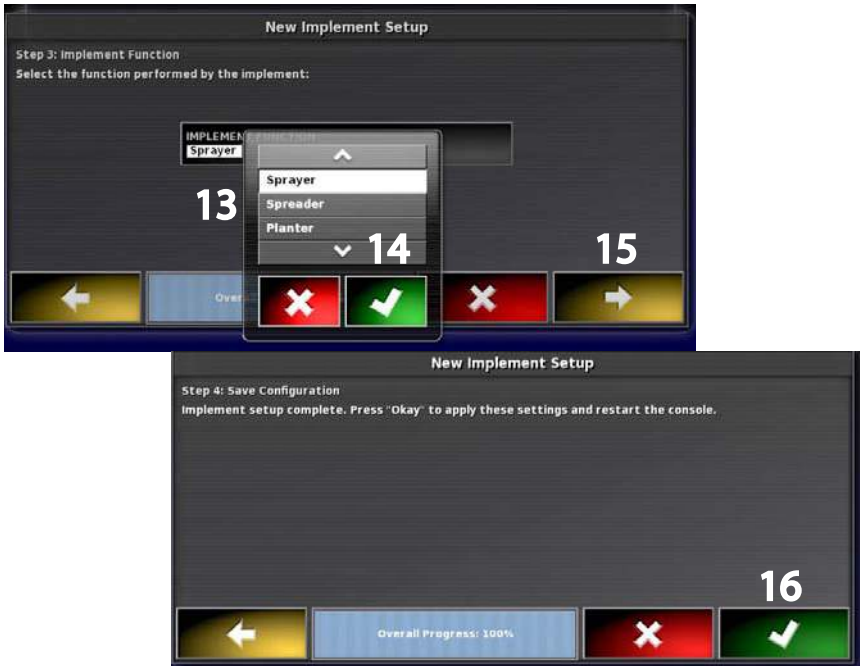 New Implement Setup
Step 3: Implement Function
Select the function performed by the implement:
IMPLEMENT FUNCTION
Sprayer
Sprayer
13
Spreader
Planter
14
15
New Implement Setup
Step 4: Save Configuration
Implement setup complete. Press "Okay" to apply these settings and restart the console.
16
Overall Progress: 100%